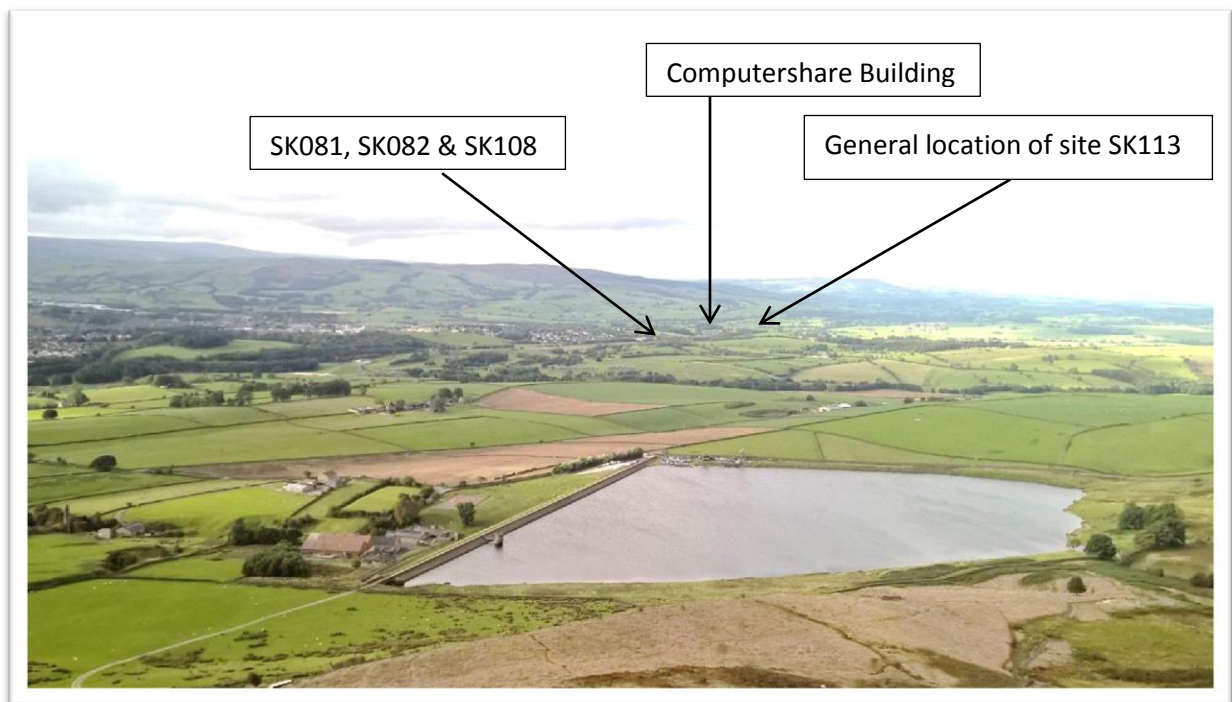 Computershare Building
SK081, SK082 & SK108
General location of site SK113